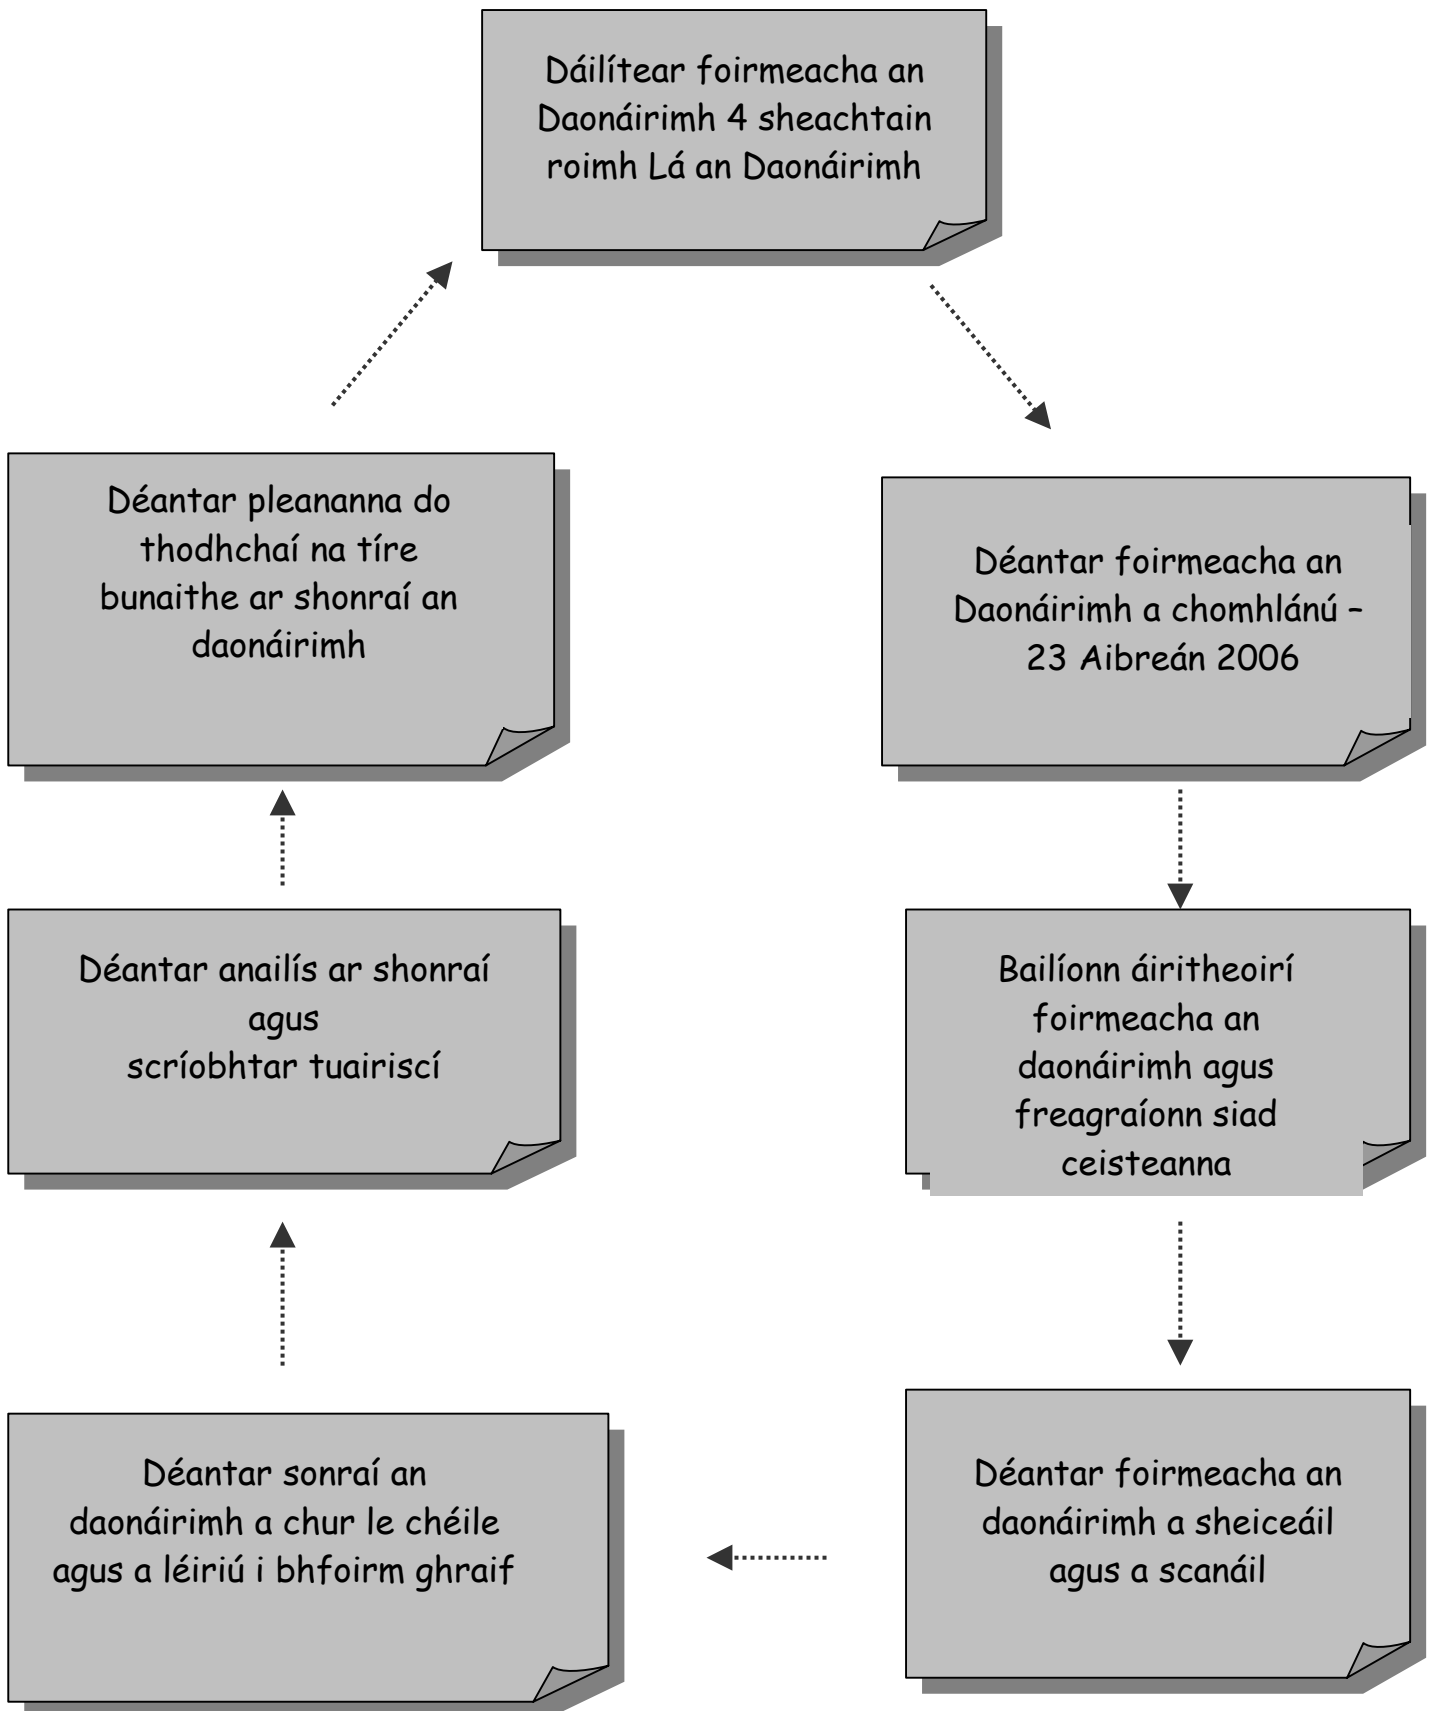 Dáilítear foirmeacha an
Daonáirimh 4 sheachtain
roimh Lá an Daonáirimh
Déantar foirmeacha an
Daonáirimh a chomhlánú –
23 Aibreán 2006
Bailíonn áiritheoirí
foirmeacha an
daonáirimh agus
freagraíonn siad
ceisteanna
Déantar foirmeacha an
daonáirimh a sheiceáil
agus a scanáil
Déantar sonraí an
daonáirimh a chur le chéile
agus a léiriú i bhfoirm ghraif
Déantar anailís ar shonraí
agus
scríobhtar tuairiscí
Déantar pleananna do
thodhchaí na tíre
bunaithe ar shonraí an
daonáirimh